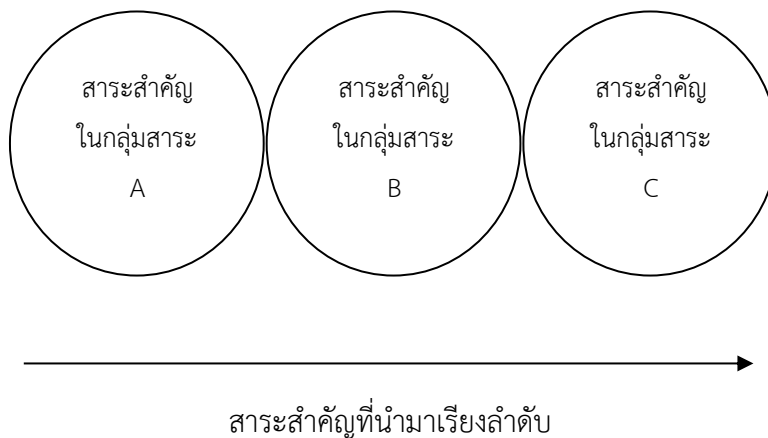 สาระสำคัญ
ในกลุ่มสาระ
A
สาระสำคัญ
ในกลุ่มสาระ
B
สาระสำคัญ
ในกลุ่มสาระ
C
สาระสำคัญที่นำมาเรียงลำดับ